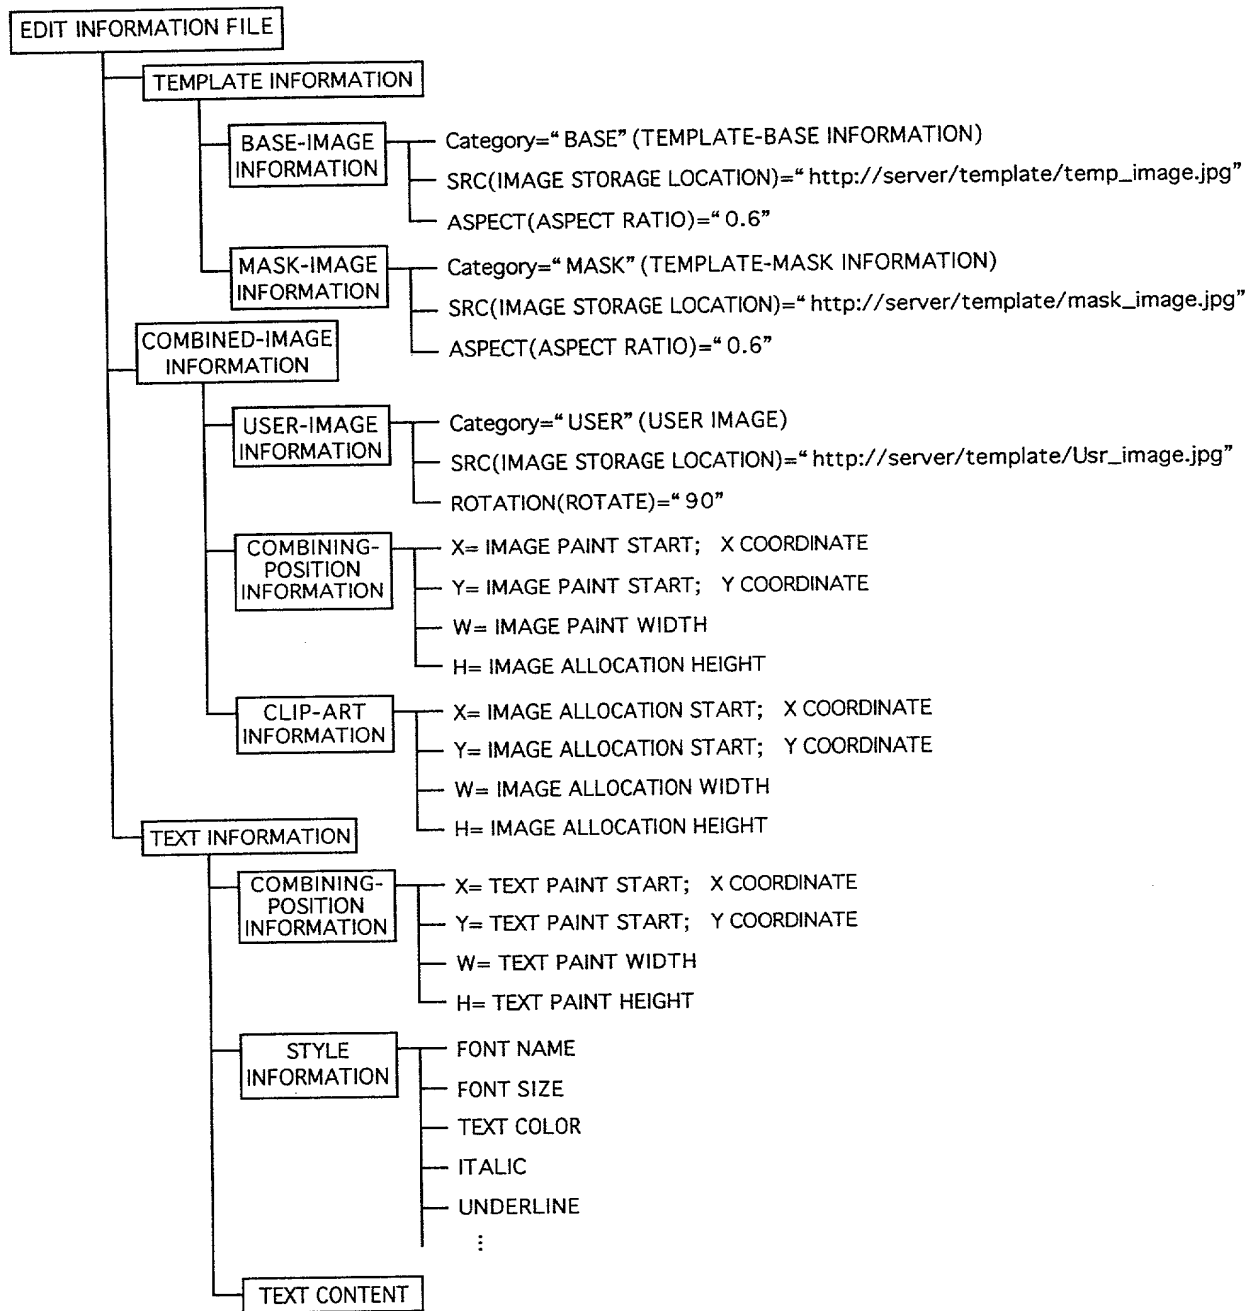 EDIT INFORMATION FILE
TEMPLATE INFORMATION
BASE-IMAGE
INFORMATION
Category="BASE" (TEMPLATE-BASE INFORMATION)
SRC(IMAGE STORAGE LOCATION)="http://server/template/temp_image.jpg"
ASPECT(ASPECT RATIO)="0.6"
MASK-IMAGE
INFORMATION
Category="MASK" (TEMPLATE-MASK INFORMATION)
SRC(IMAGE STORAGE LOCATION)="http://server/template/mask_image.jpg"
ASPECT(ASPECT RATIO)="0.6"
COMBINED-IMAGE
INFORMATION
USER-IMAGE
INFORMATION
Category="USER" (USER IMAGE)
SRC(IMAGE STORAGE LOCATION)="http://server/template/Usr_image.jpg"
ROTATION(ROTATE)="90"
COMBINING-
POSITION
INFORMATION
X= IMAGE PAINT START; X COORDINATE
Y= IMAGE PAINT START; Y COORDINATE
W= IMAGE PAINT WIDTH
H= IMAGE ALLOCATION HEIGHT
CLIP-ART
INFORMATION
X= IMAGE ALLOCATION START; X COORDINATE
Y= IMAGE ALLOCATION START; Y COORDINATE
W= IMAGE ALLOCATION WIDTH
H= IMAGE ALLOCATION HEIGHT
TEXT INFORMATION
COMBINING-
POSITION
INFORMATION
X= TEXT PAINT START; X COORDINATE
Y= TEXT PAINT START; Y COORDINATE
W= TEXT PAINT WIDTH
H= TEXT PAINT HEIGHT
STYLE
INFORMATION
FONT NAME
FONT SIZE
TEXT COLOR
ITALIC
UNDERLINE
⋮
TEXT CONTENT